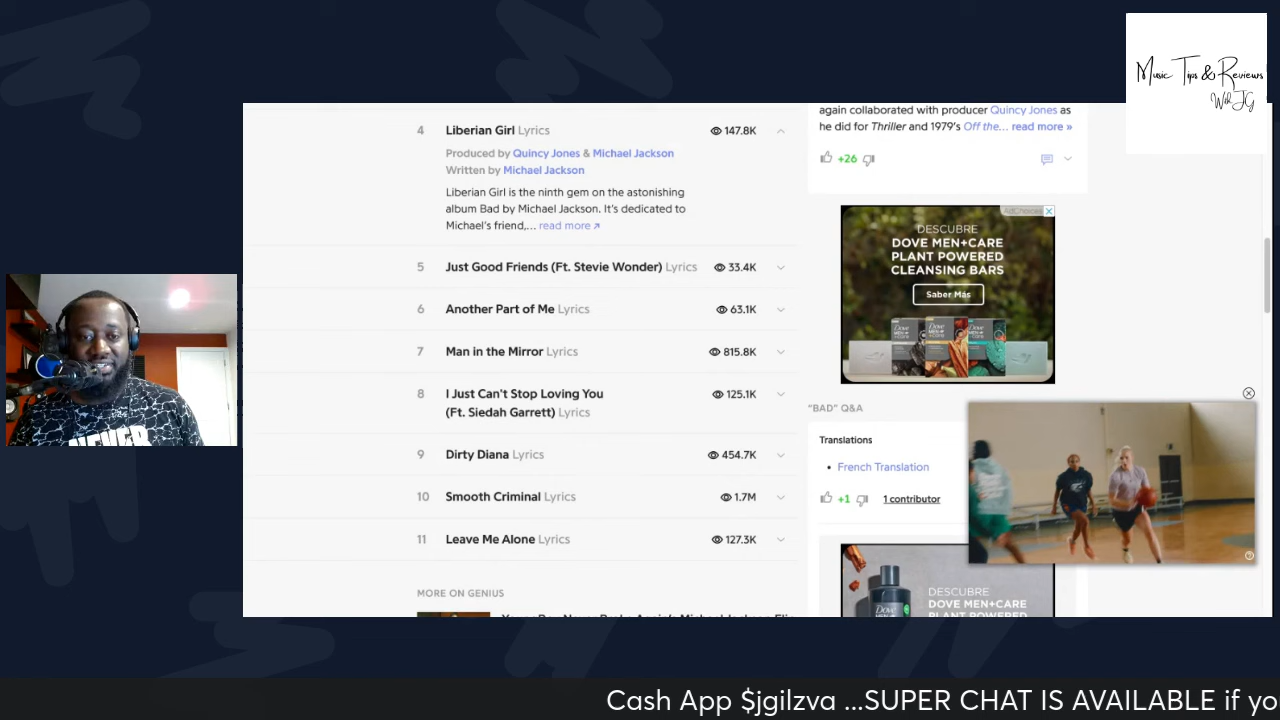 Music Tips & Reviews
With JG
again collaborated with producer Quincy Jones as
he did for Thriller and 1979's Off the... read more »
+26
4 Liberian Girl Lyrics 147.8K
Produced by Quincy Jones & Michael Jackson
Written by Michael Jackson
Liberian Girl is the ninth gem on the astonishing
album Bad by Michael Jackson. It's dedicated to
Michael's friend,... read more
5 Just Good Friends (Ft. Stevie Wonder) Lyrics 33.4K
6 Another Part of Me Lyrics 63.1K
7 Man in the Mirror Lyrics 815.8K
8 I Just Can't Stop Loving You
(Ft. Siedah Garrett) Lyrics 125.1K
9 Dirty Diana Lyrics 454.7K
10 Smooth Criminal Lyrics 1.7M
11 Leave Me Alone Lyrics 127.3K
MORE ON GENIUS
AdChoices
DESCUBRE
DOVE MEN+CARE
PLANT POWERED
CLEANSING BARS
Saber Más
"BAD" Q&A
Translations
• French Translation
+1 1 contributor
DESCUBRE
DOVE MEN+CARE
PLANT POWERED
Dove
NEVER
Cash App $jgilzva ...SUPER CHAT IS AVAILABLE if yo